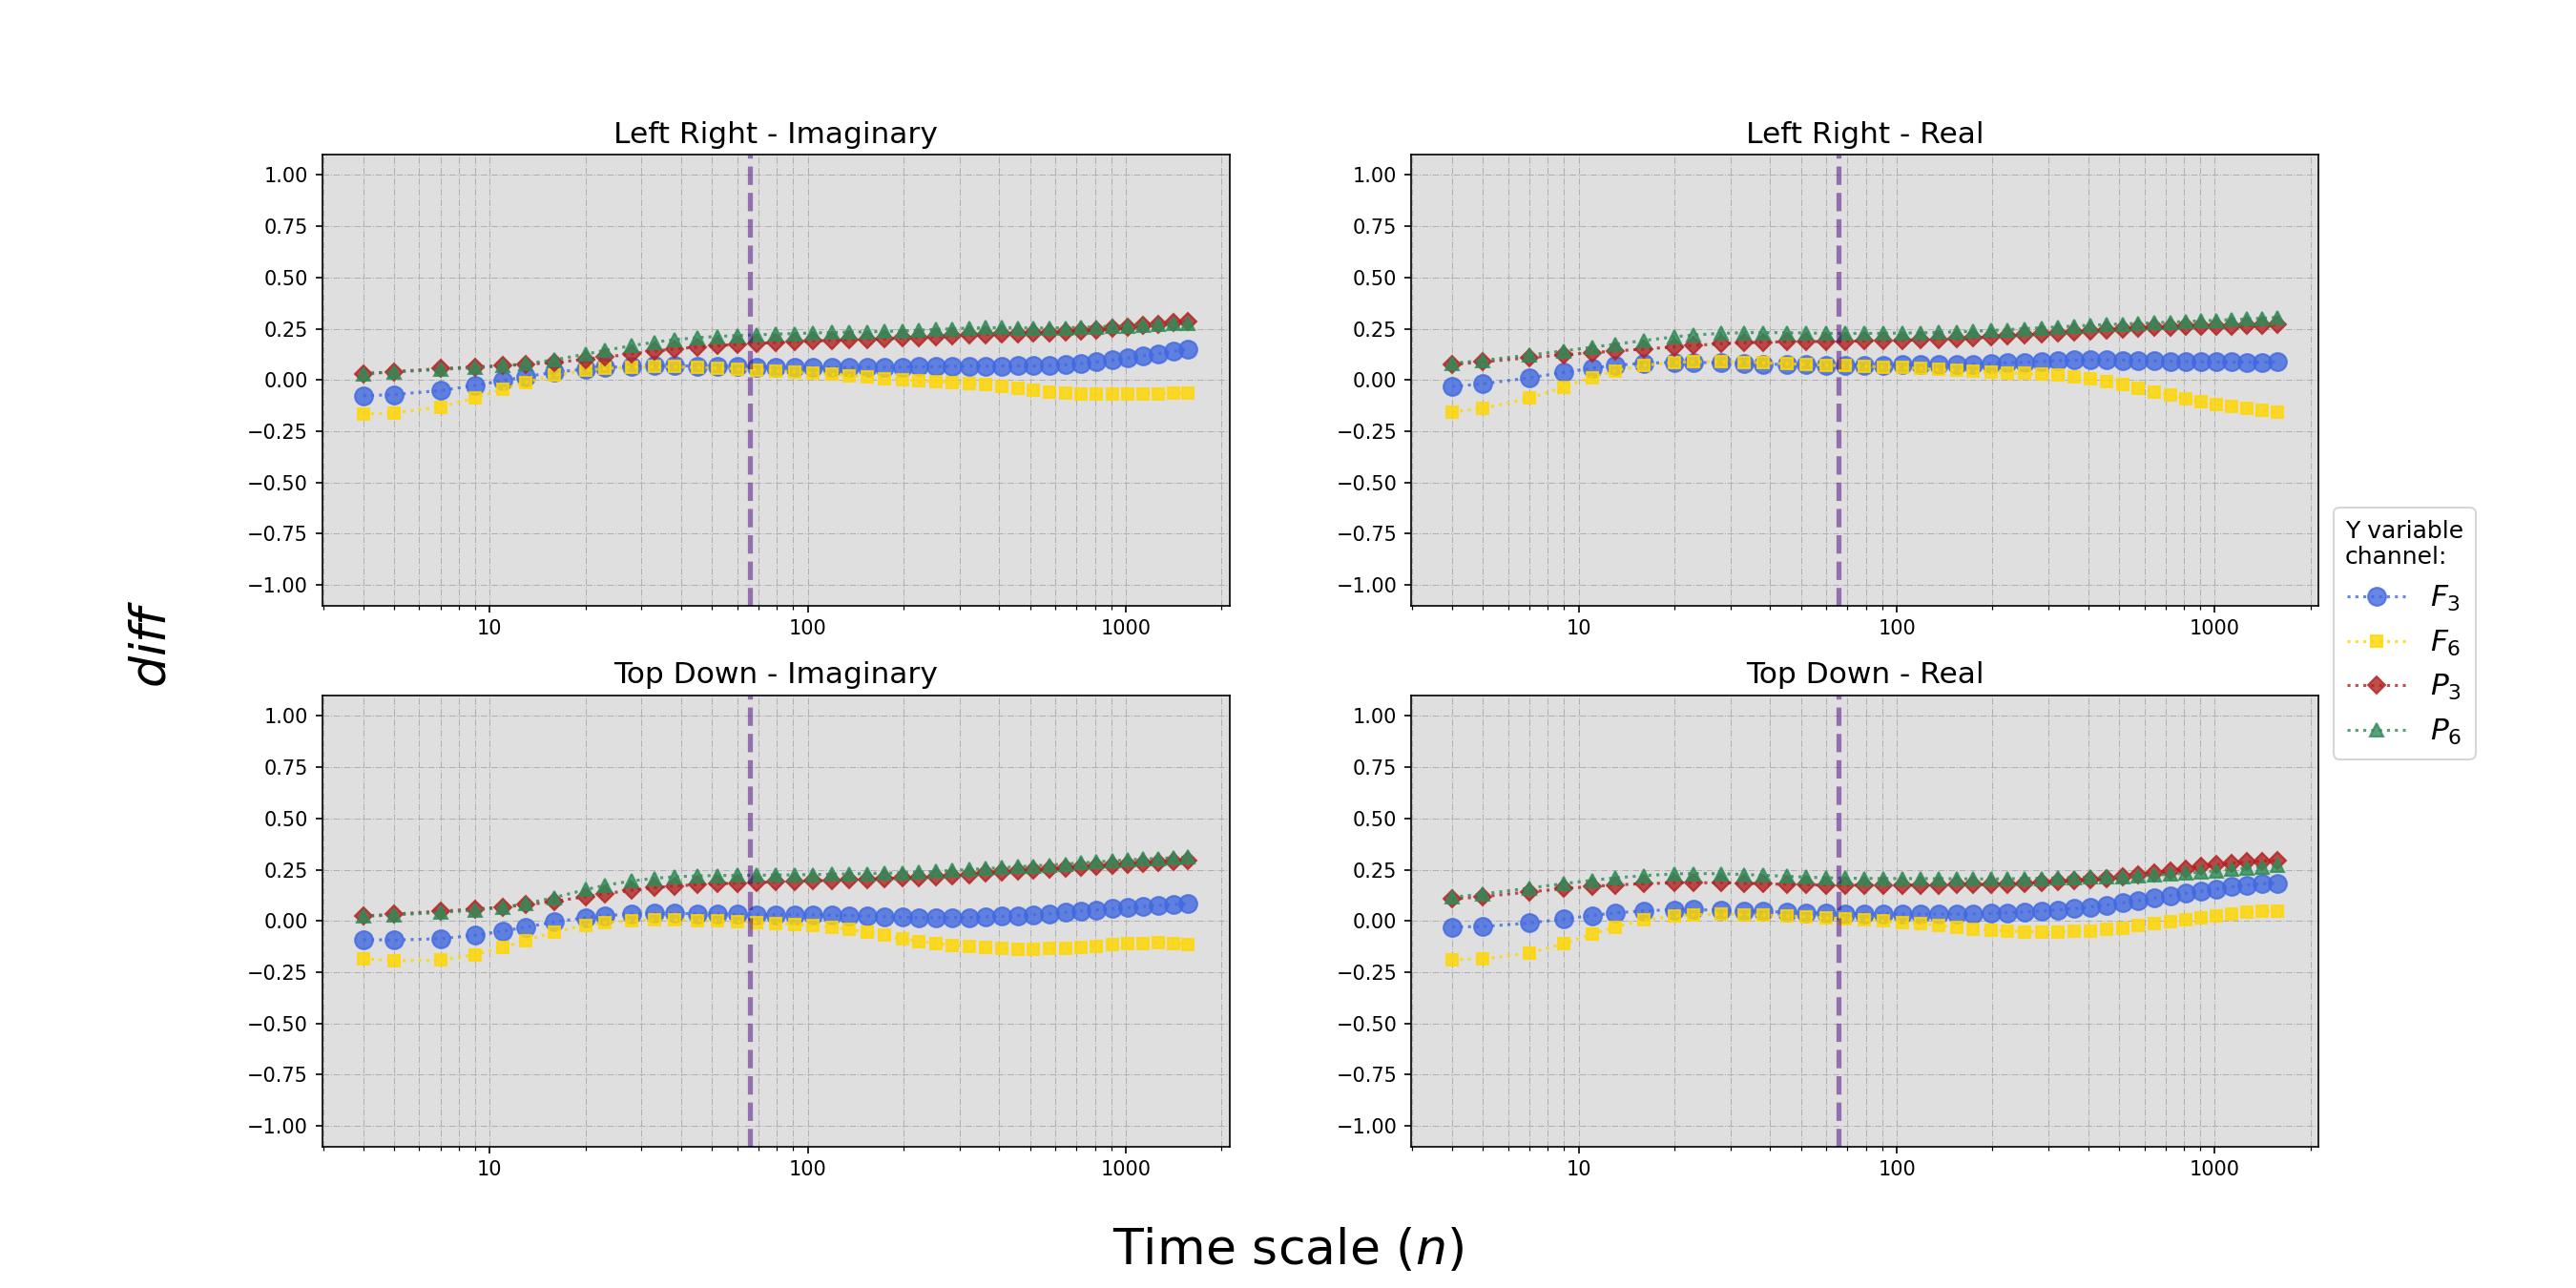 Left Right - Imaginary
1.00
0.75
0.50
0.25
0.00
−0.25
−0.50
−0.75
−1.00
10 100 1000
Left Right - Real
1.00
0.75
0.50
0.25
0.00
−0.25
−0.50
−0.75
−1.00
10 100 1000
Top Down - Imaginary
1.00
0.75
0.50
0.25
0.00
−0.25
−0.50
−0.75
−1.00
10 100 1000
Top Down - Real
1.00
0.75
0.50
0.25
0.00
−0.25
−0.50
−0.75
−1.00
10 100 1000
Y variable
channel:
F3
F6
P3
P6
diff
Time scale (n)